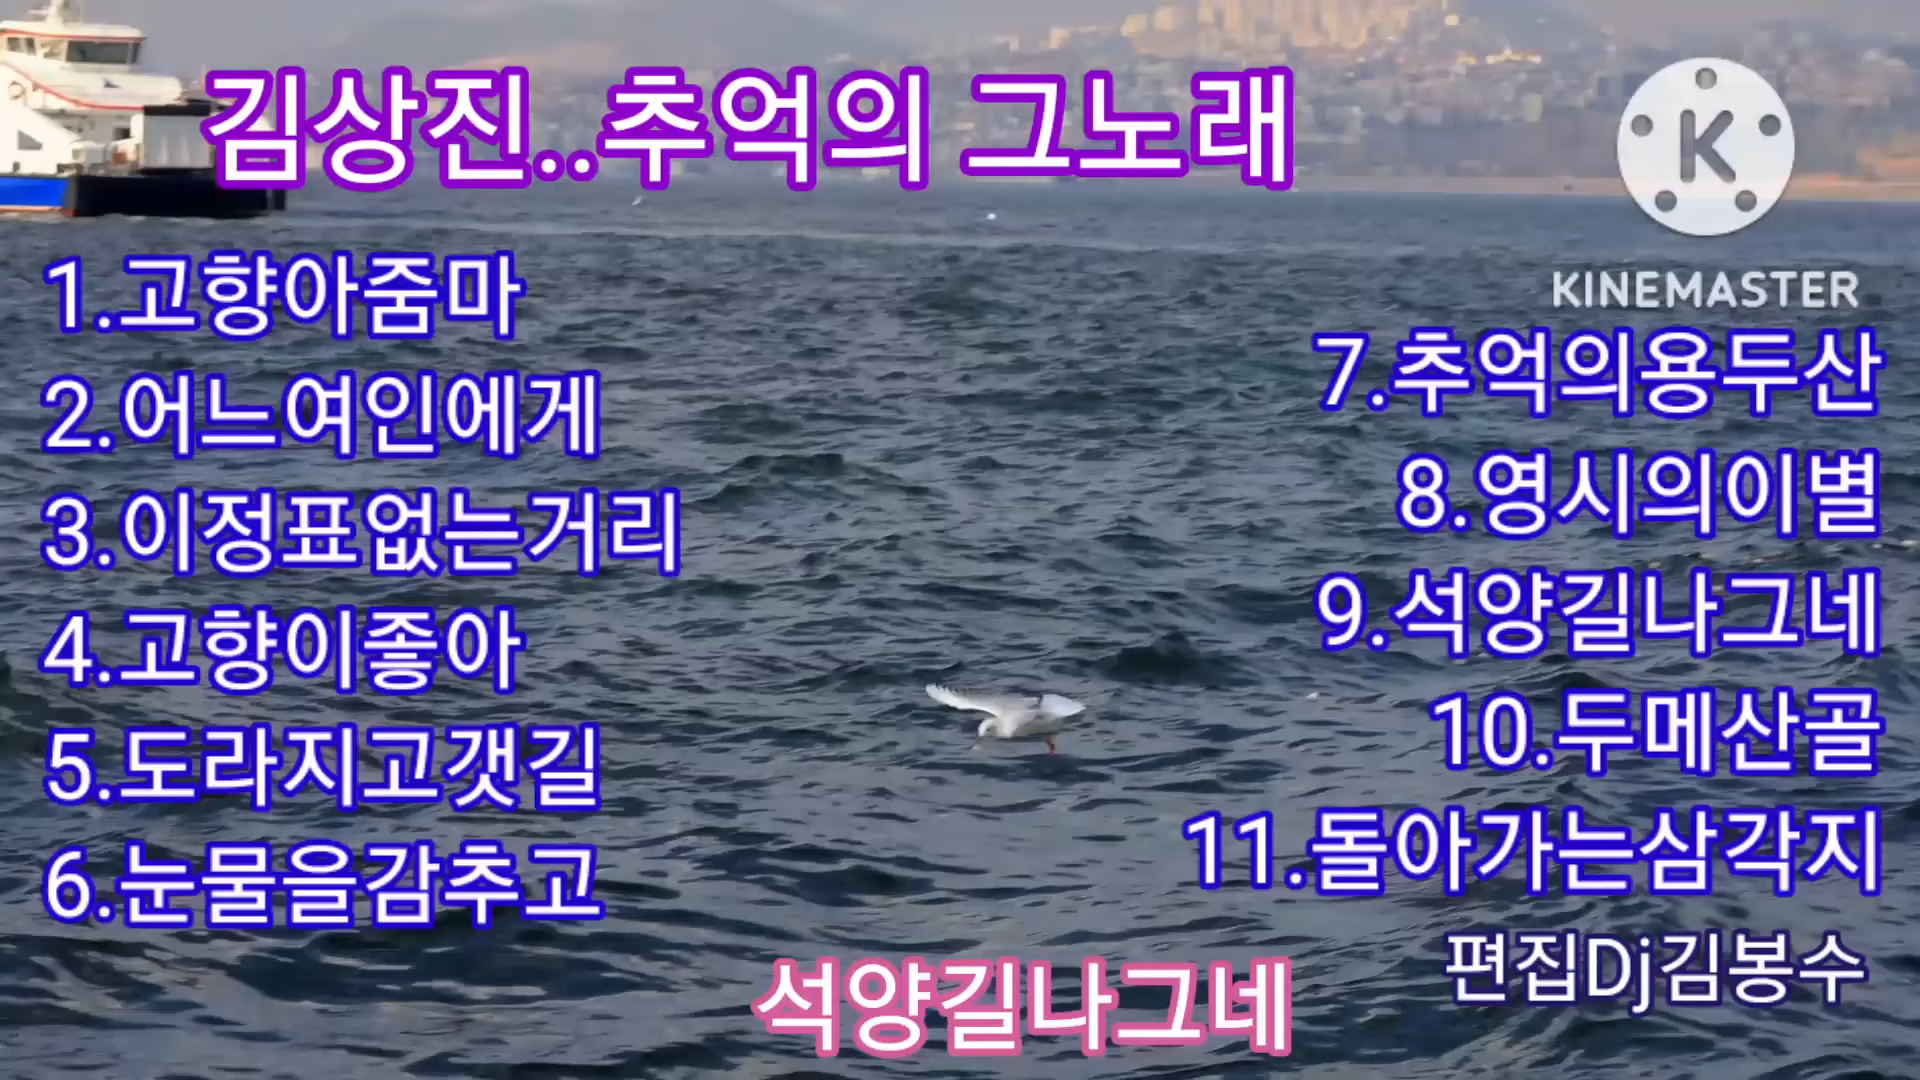 김상진..추억의 그노래
K
KINEMASTER
1.고향아줌마
2.어느여인에게
3.이정표없는거리
4.고향이좋아
5.도라지고갯길
6.눈물을감추고
7.추억의용두산
8.영시의이별
9.석양길나그네
10.두메산골
11.돌아가는삼각지
편집Dj김봉수
석양길나그네